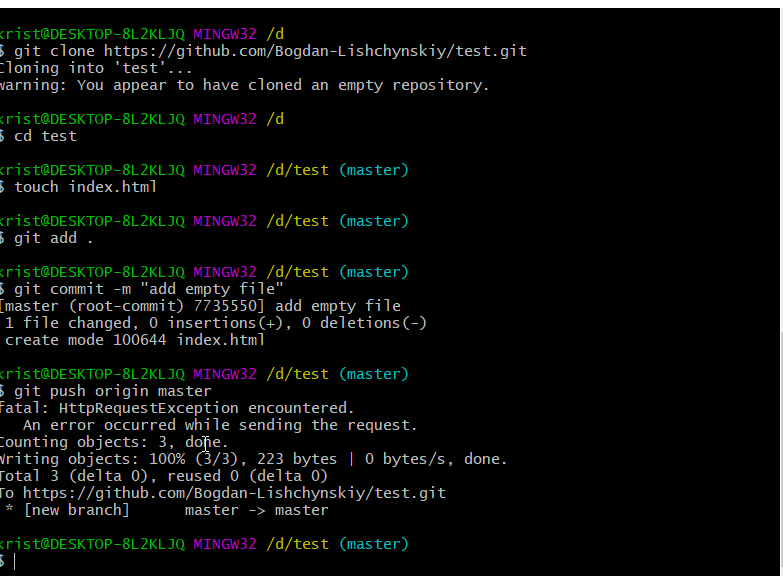 krist@DESKTOP-8L2KLJQ MINGW32 /d
$ git clone https://github.com/Bogdan-Lishchynskiy/test.git
Cloning into 'test'...
warning: You appear to have cloned an empty repository.
krist@DESKTOP-8L2KLJQ MINGW32 /d
$ cd test
krist@DESKTOP-8L2KLJQ MINGW32 /d/test (master)
$ touch index.html
krist@DESKTOP-8L2KLJQ MINGW32 /d/test (master)
$ git add .
krist@DESKTOP-8L2KLJQ MINGW32 /d/test (master)
$ git commit -m "add empty file"
[master (root-commit) 7735550] add empty file
1 file changed, 0 insertions(+), 0 deletions(-)
create mode 100644 index.html
krist@DESKTOP-8L2KLJQ MINGW32 /d/test (master)
$ git push origin master
fatal: HttpRequestException encountered.
An error occurred while sending the request.
Counting objects: 3, done.
Writing objects: 100% (3/3), 223 bytes | 0 bytes/s, done.
Total 3 (delta 0), reused 0 (delta 0)
To https://github.com/Bogdan-Lishchynskiy/test.git
* [new branch]      master -> master
krist@DESKTOP-8L2KLJQ MINGW32 /d/test (master)
$